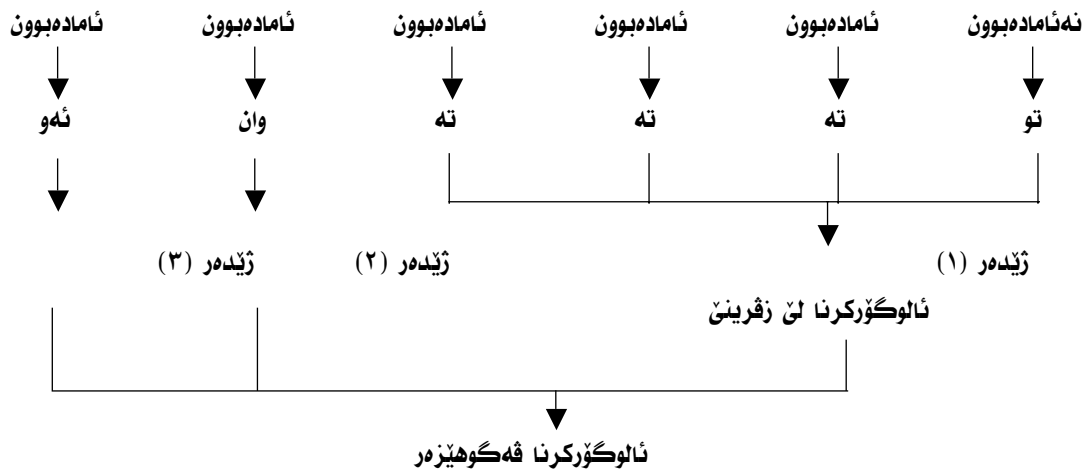 نەئامادەبوون ئامادەبوون ئامادەبوون ئامادەبوون ئامادەبوون ئامادەبوون
تو تە تە تە وان ئەو
ژێدەر (١) ژێدەر (٢) ژێدەر (٣)
ئالوگۆرکرنا لێ زڤرینێ
ئالوگۆرکرنا ڤەگوهێزەر